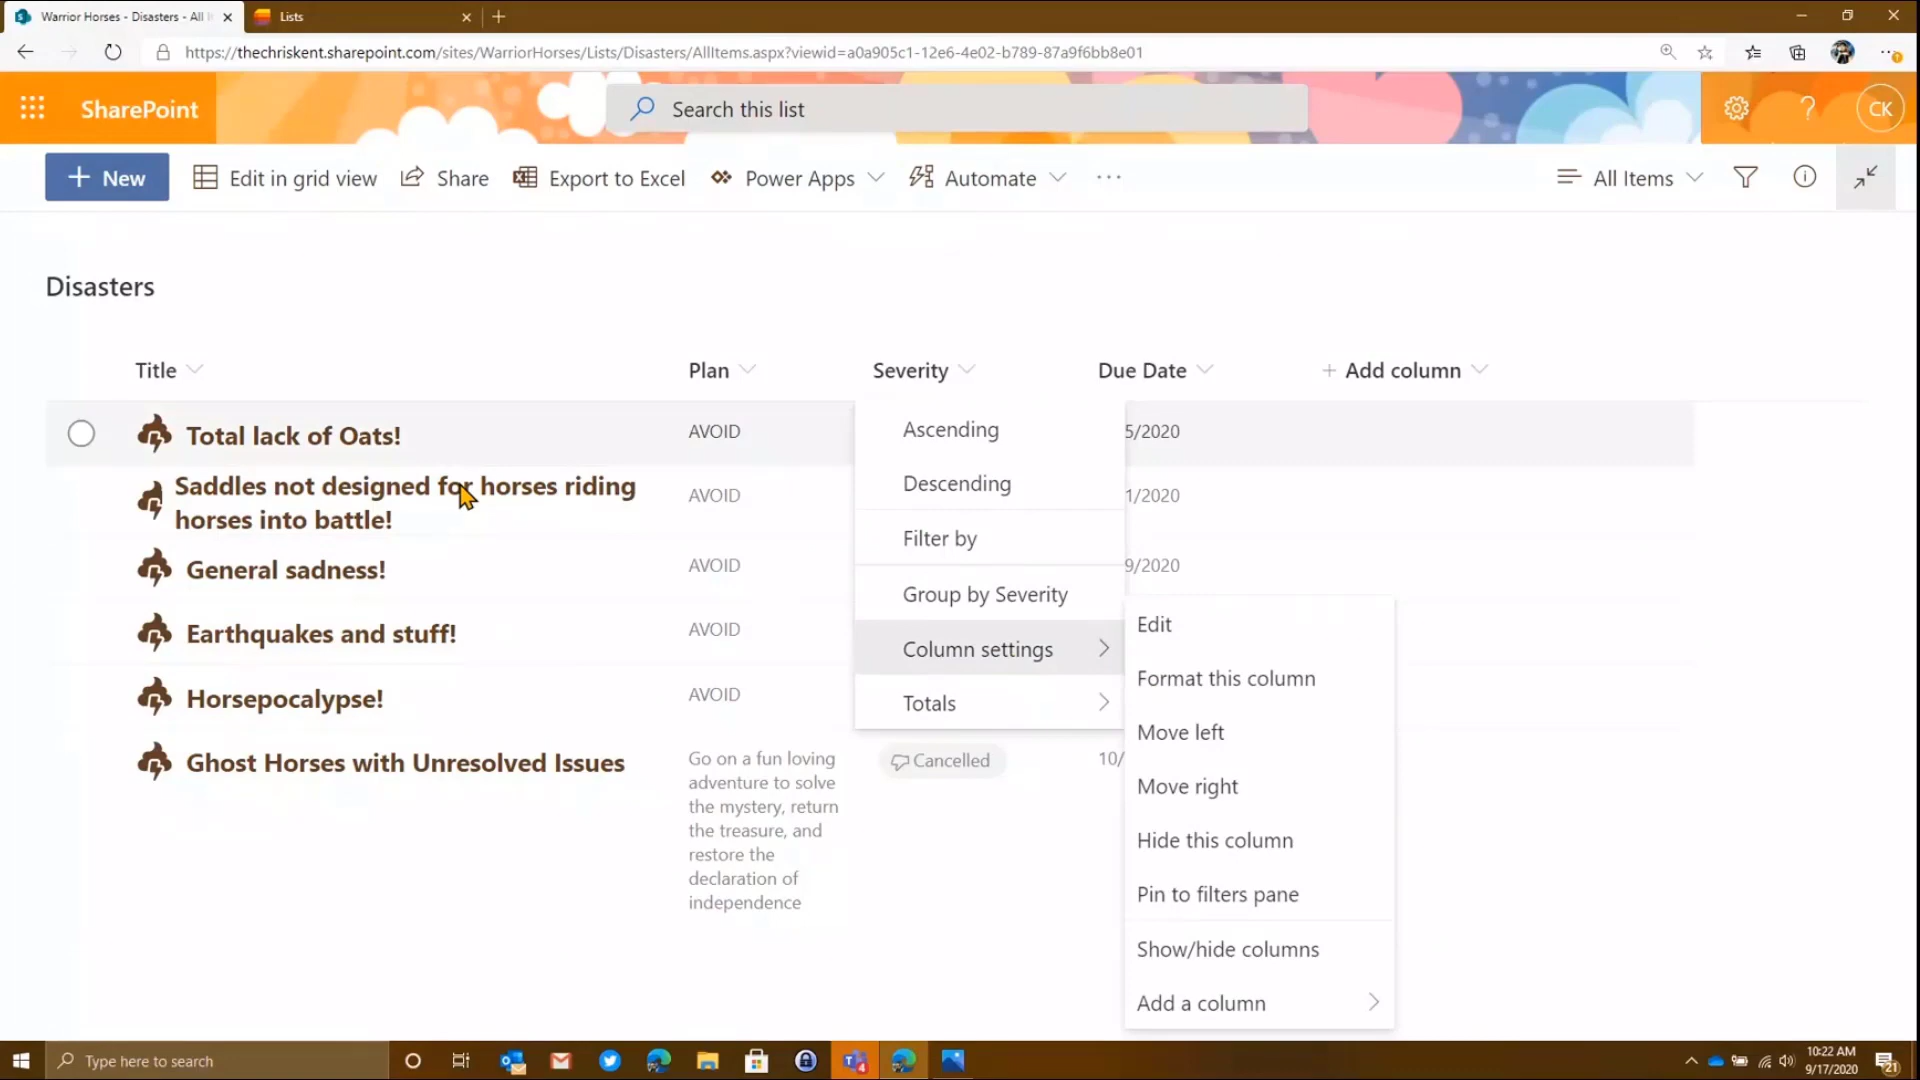 Warrior Horses - Disasters - All I
Lists
https://thechriskent.sharepoint.com/sites/WarriorHorses/Lists/Disasters/AllItems.aspx?viewid=a0a905c1-12e6-4e02-b789-87a9f6bb8e01
SharePoint
Search this list
?
CK
+ New
Edit in grid view
Share
Export to Excel
Power Apps
Automate
...
All Items
Disasters
Title
Plan
Severity
Due Date
+ Add column
Total lack of Oats!
AVOID
5/2020
Saddles not designed for horses riding
horses into battle!
AVOID
1/2020
General sadness!
AVOID
9/2020
Earthquakes and stuff!
AVOID
Horsepocalypse!
AVOID
Ghost Horses with Unresolved Issues
Go on a fun loving
adventure to solve
the mystery, return
the treasure, and
restore the
declaration of
independence
Cancelled
10/
Ascending
Descending
Filter by
Group by Severity
Column settings
Totals
Edit
Format this column
Move left
Move right
Hide this column
Pin to filters pane
Show/hide columns
Add a column
Type here to search
4
10:22 AM
9/17/2020
21